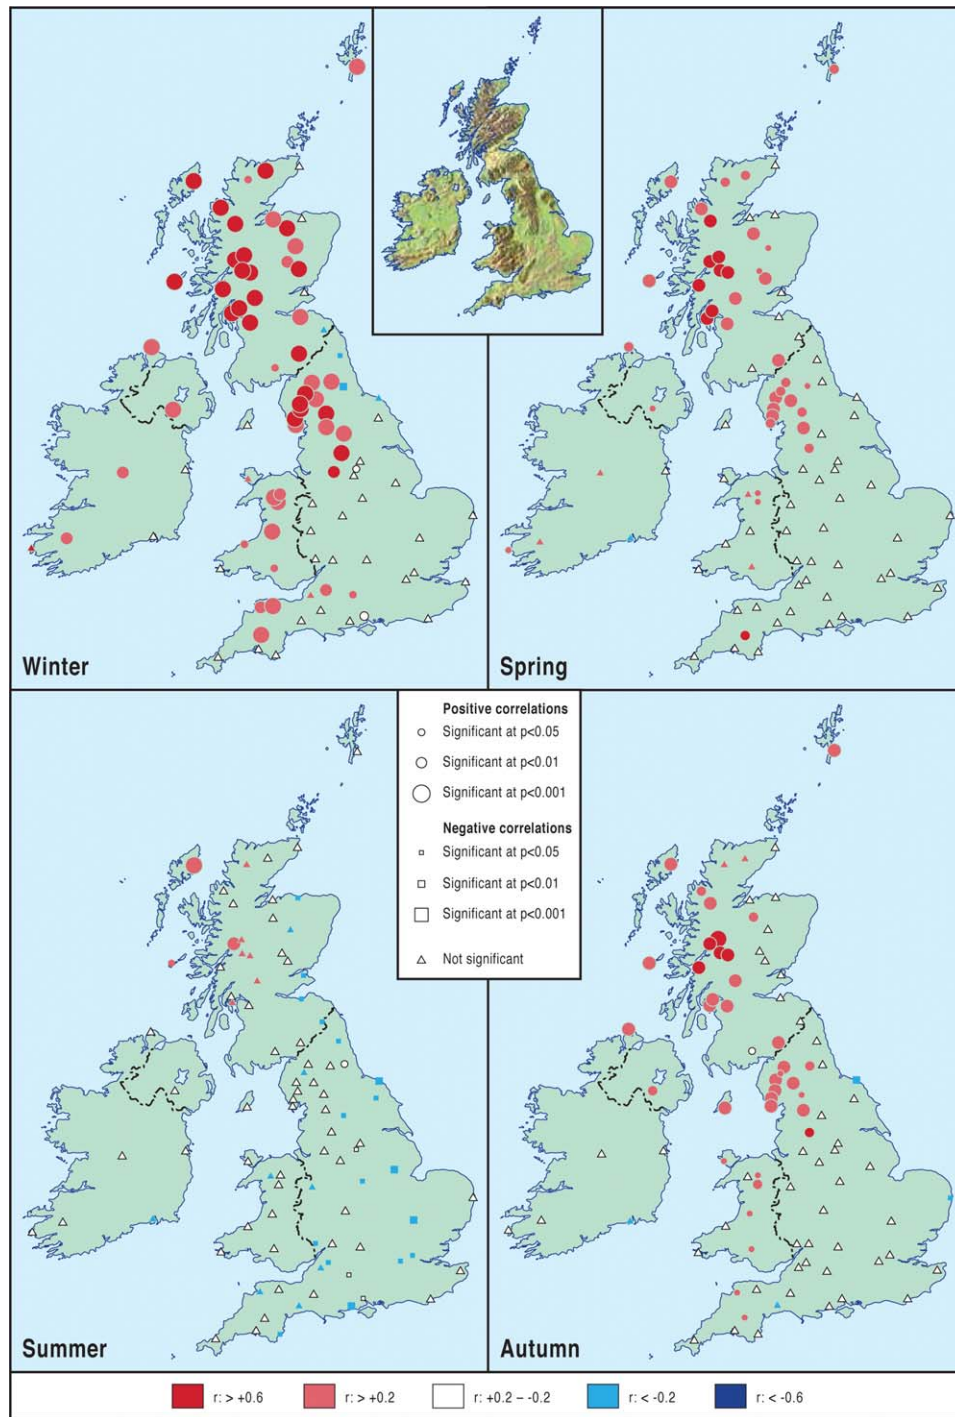 Winter
Spring
Positive correlations
Significant at p<0.05
Significant at p<0.01
Significant at p<0.001
Negative correlations
Significant at p<0.05
Significant at p<0.01
Significant at p<0.001
Not significant
Summer
Autumn
r: > +0.6
r: > +0.2
r: +0.2 – -0.2
r: < -0.2
r: < -0.6